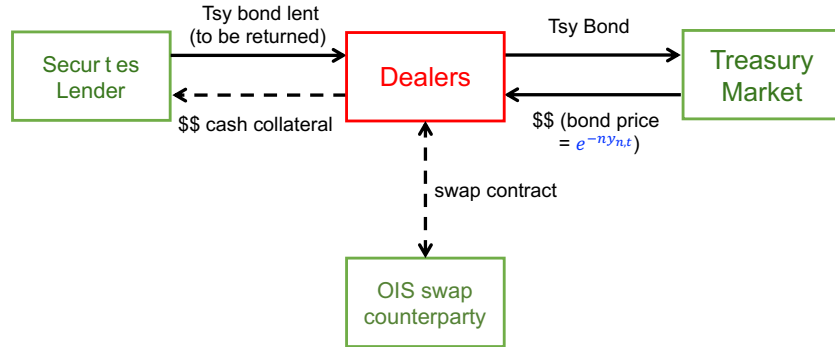 Tsy bond lent
(to be returned)
Secur t es
Lender
$$ cash collateral
Dealers
Tsy Bond
$$ (bond price
= e^{-ny_{n,t}})
Treasury
Market
swap contract
OIS swap
counterparty